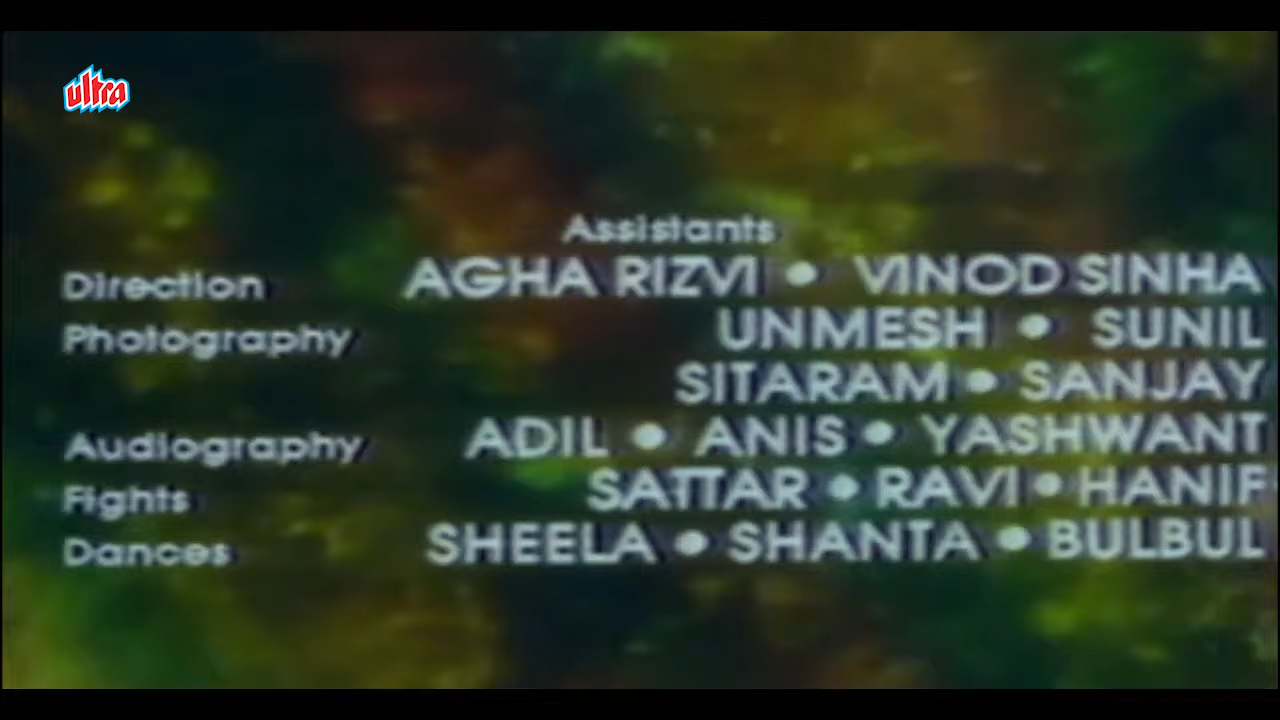 ultra
Assistants
Direction AGHA RIZVI • VINOD SINHA
Photography UNMESH • SUNIL
SITARAM • SANJAY
Audiography ADIL • ANIS • YASHWANT
Fights SATTAR • RAVI • HANIF
Dances SHEELA • SHANTA • BULBUL